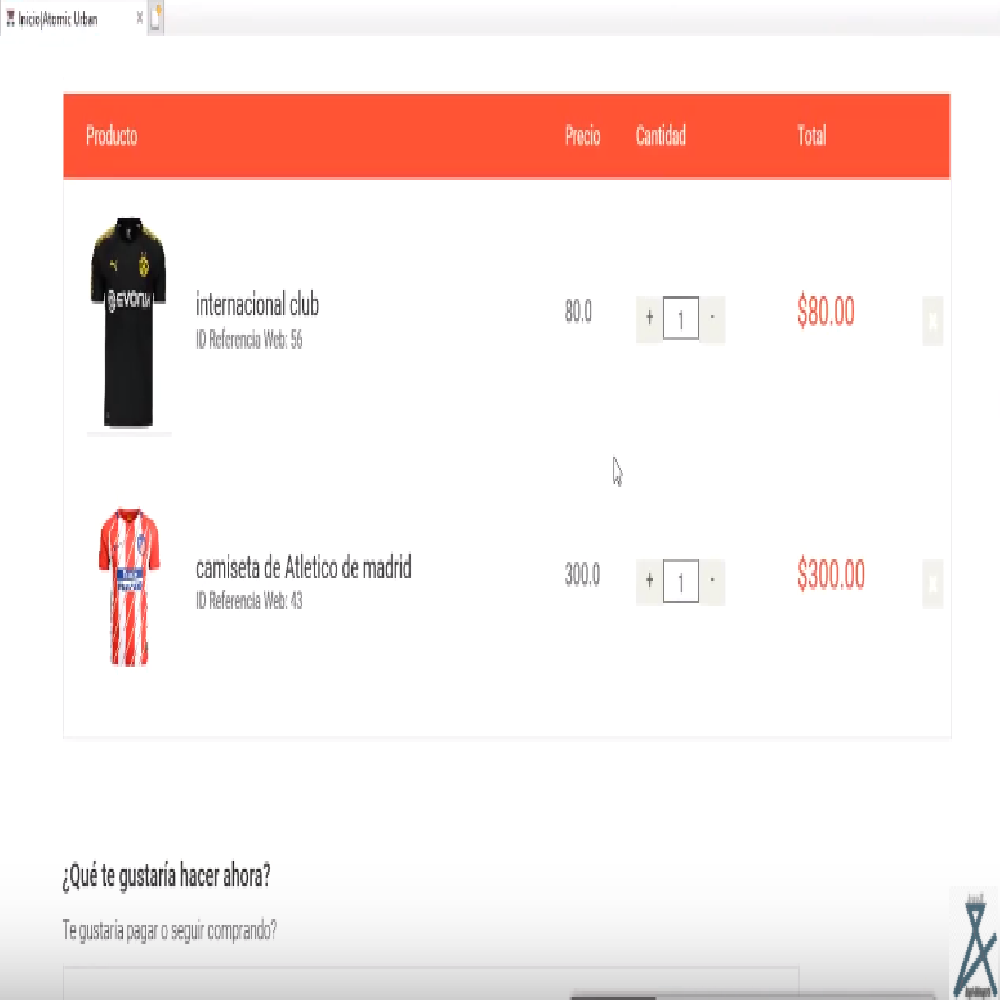 Inicio|Atomic Urban
Producto Precio Cantidad Total
EVONIK
internacional club 80.0 + 1 - $80.00
ID Referencia Web: 56
camiseta de Atletico de madrid 300.0 + 1 - $300.00
ID Referencia Web: 43
¿Qué te gustaría hacer ahora?
Te gustaria pagar o seguir comprando?